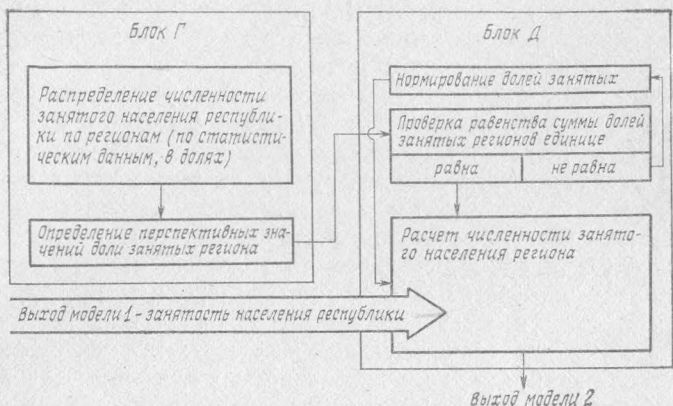 Блок Г
Распределение численности
занятого населения республи-
ки по регионам (по статисти-
ческим данным, в долях)
Определение перспективных зна-
чений доли занятых региона
Блок Д
Нормирование долей занятых
Проверка равенства суммы долей
занятых регионов единице
равна
не равна
Расчет численности занято-
го населения региона
Выход модели 1 - занятость населения республики
Выход модели 2